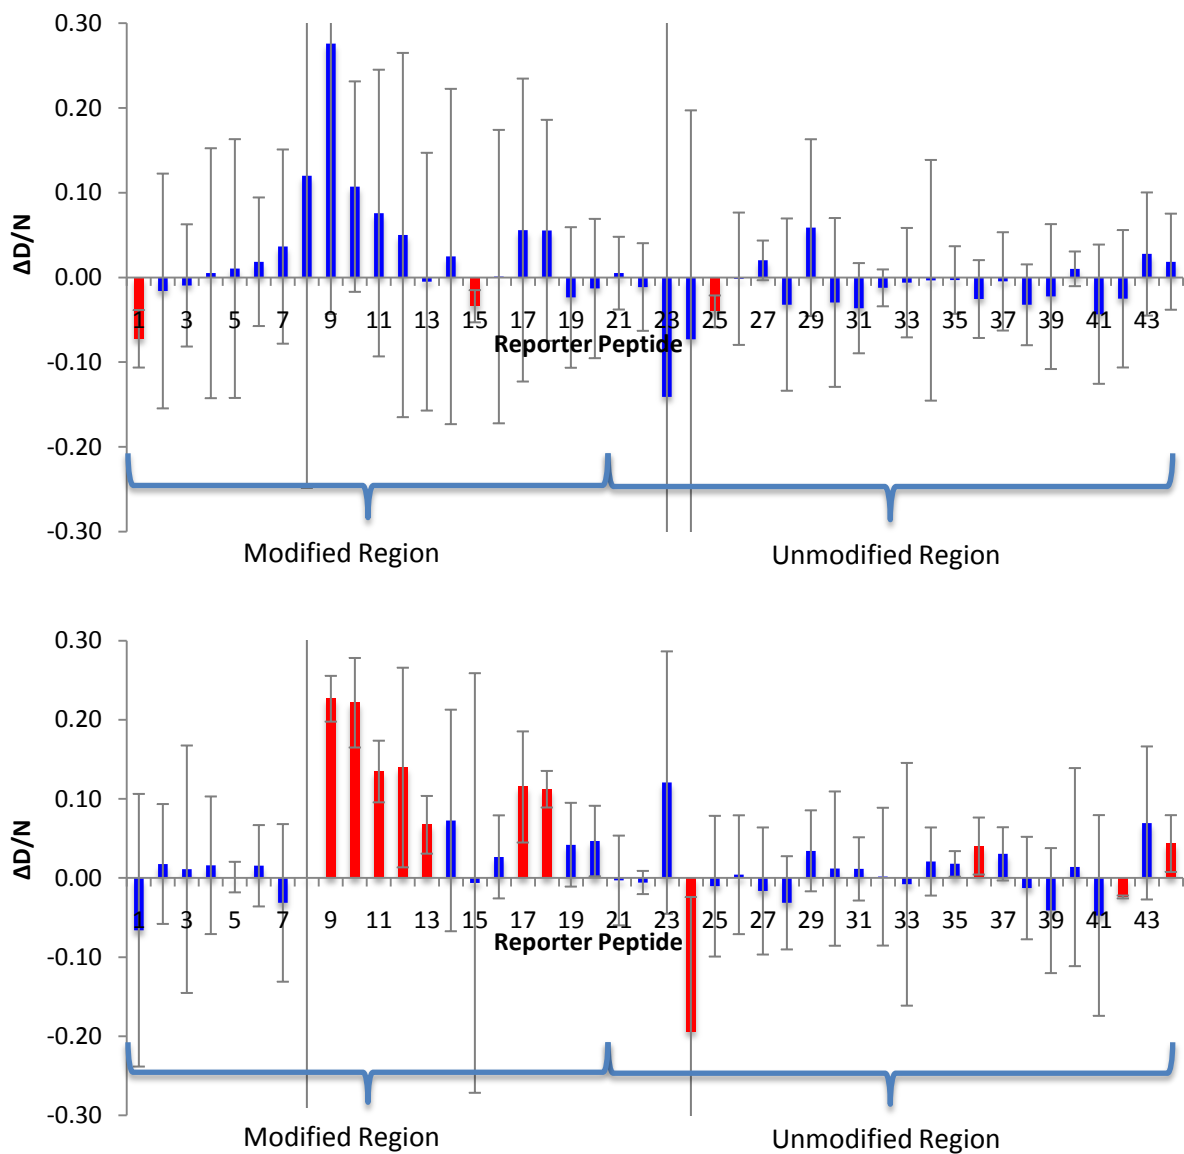 0.30
0.20
0.10
0.00
-0.10
-0.20
-0.30
ΔD/N
1 3 5 7 9 11 13 15 17 19 21 23 25 27 29 31 33 35 37 39 41 43
Reporter Peptide
Modified Region Unmodified Region
0.30
0.20
0.10
0.00
-0.10
-0.20
-0.30
ΔD/N
1 3 5 7 9 11 13 15 17 19 21 23 25 27 29 31 33 35 37 39 41 43
Reporter Peptide
Modified Region Unmodified Region